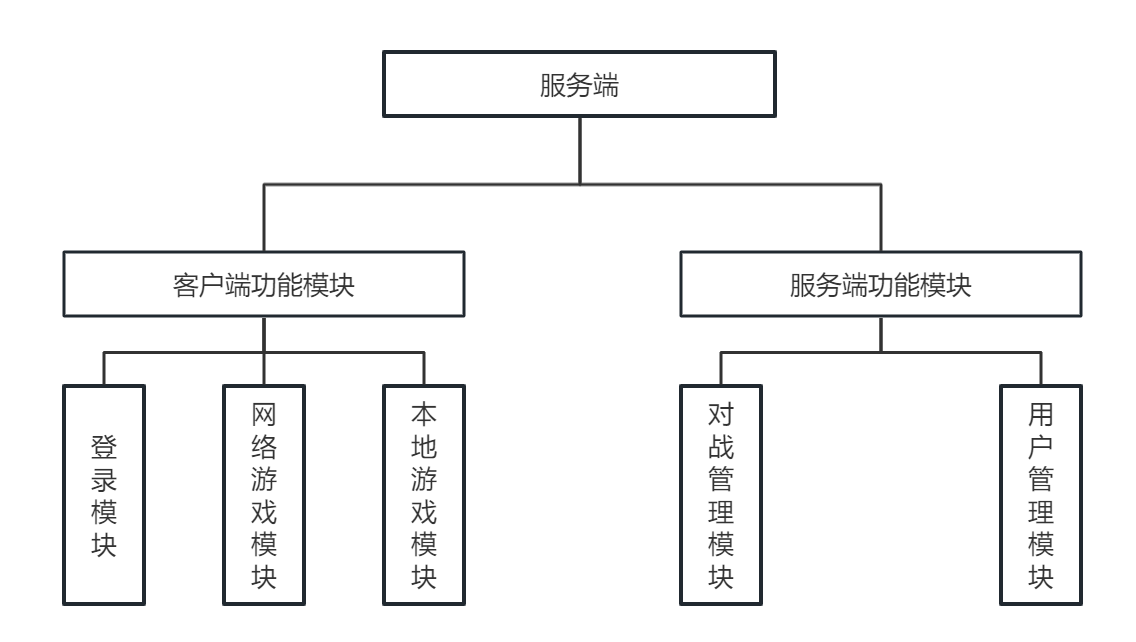 服务端
客户端功能模块
服务端功能模块
登录模块
网络游戏模块
本地游戏模块
对战管理模块
用户管理模块